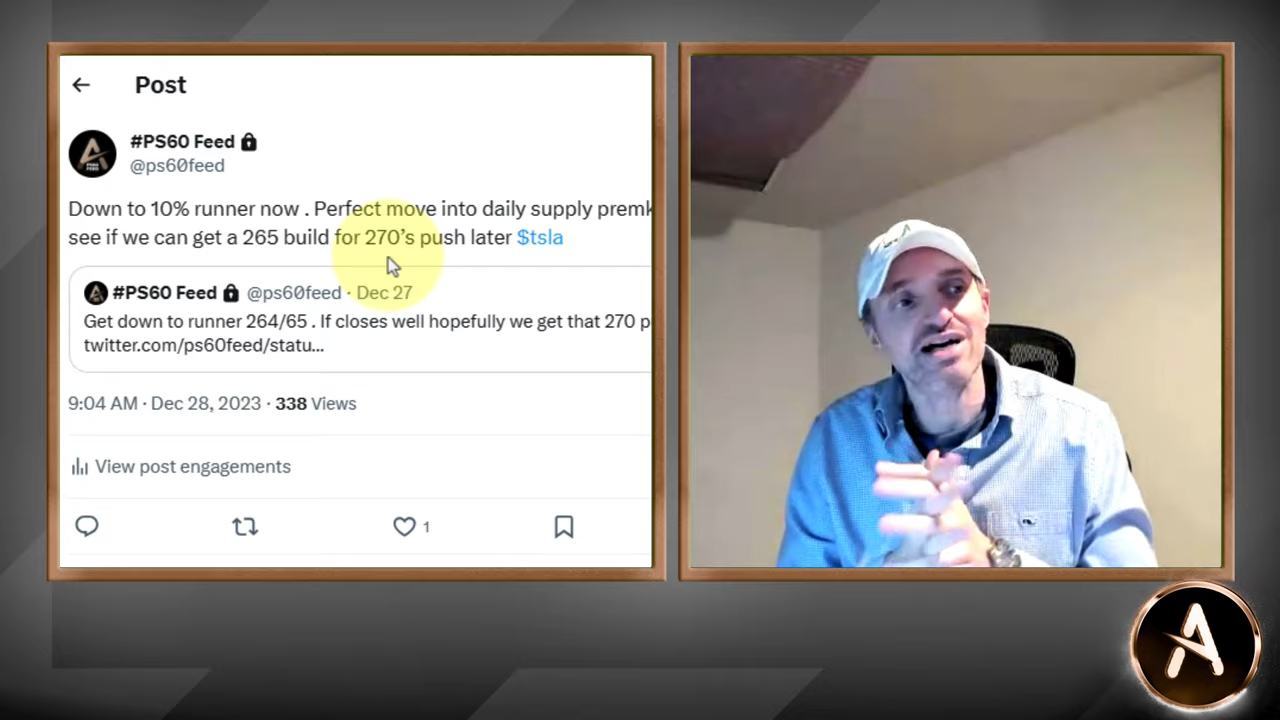 Post
#PS60 Feed
@ps60feed
Down to 10% runner now . Perfect move into daily supply premk
see if we can get a 265 build for 270’s push later $tsla
#PS60 Feed @ps60feed · Dec 27
Get down to runner 264/65 . If closes well hopefully we get that 270 p
twitter.com/ps60feed/statu...
9:04 AM · Dec 28, 2023 · 338 Views
View post engagements
1